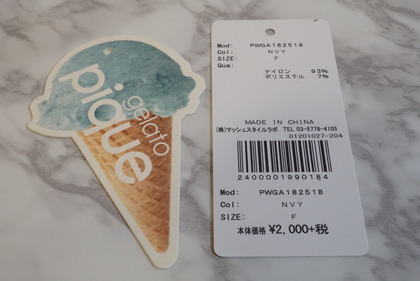 gelato
pique
Mod: PWGA182518
Col: NVY
SIZE: F
Qua:
ナイロン 93%
ポリエステル 7%
MADE IN CHINA
(株)マッシュスタイルラボ TEL 03-5778-4105
01201027-204
2400001990184
Mod: PWGA182518
Col: NVY
SIZE: F
本体価格 ¥2,000+税